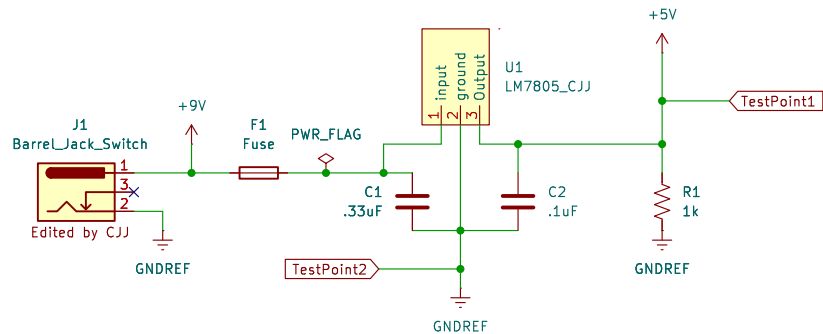 +5V
U1
LM7805_CJJ
input
ground
Output
1
2
3
TestPoint1
+9V
J1
Barrel_Jack_Switch
F1
Fuse
PWR_FLAG
1
3
2
Edited by CJJ
GNDREF
C1
.33uF
C2
.1uF
R1
1k
GNDREF
TestPoint2
GNDREF